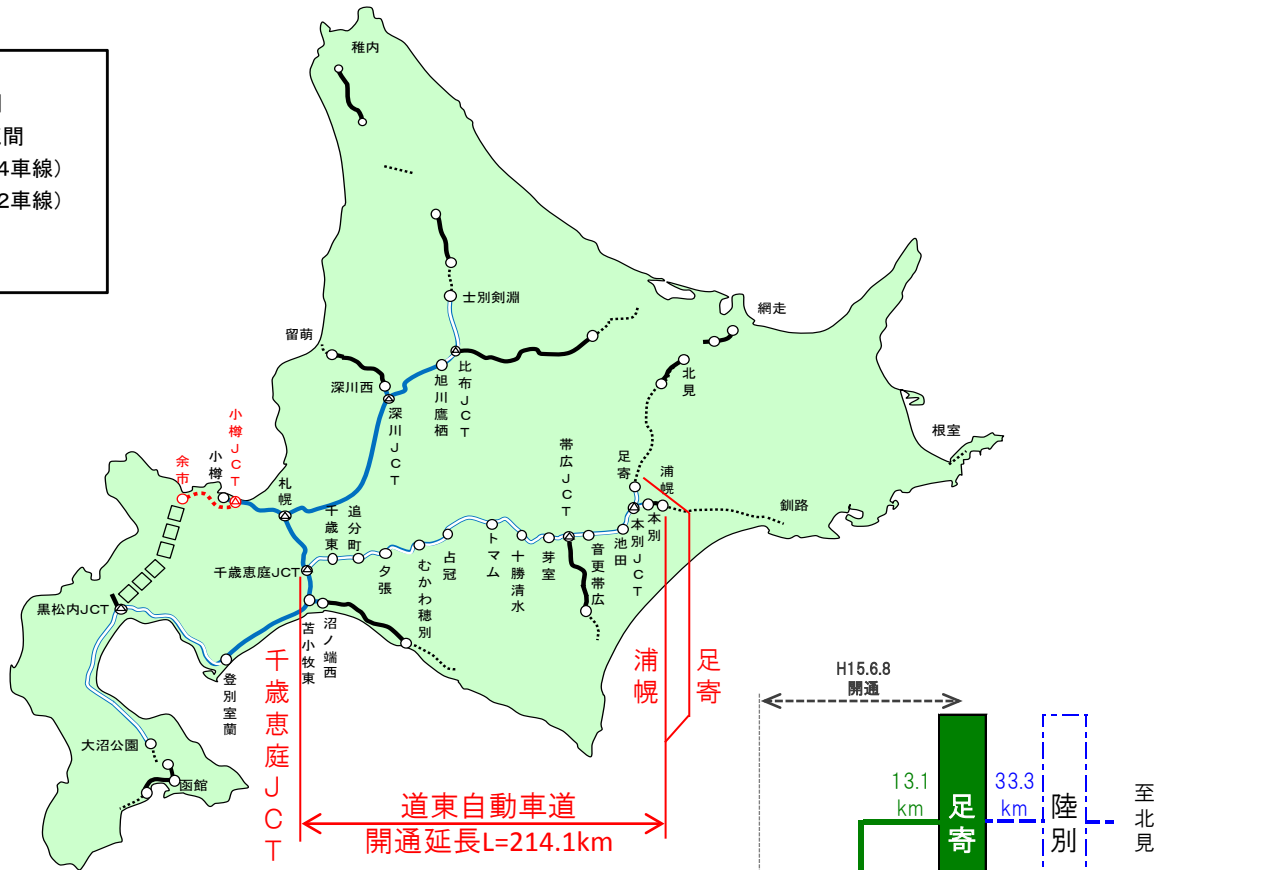 間
4車線）
2車線）
稚内
士別剣淵
網走
留萌
深川西
旭川鷹栖
比布JCT
深川JCT
北見
根室
小樽JCT
余市
小樽
札幌
千歳東
追分町
帯広JCT
足寄
浦幌
釧路
千歳恵庭JCT
夕張
むかわ穂別
占冠
トマム
十勝清水
芽室
音更帯広
池田
本別JCT
本別
黒松内JCT
登別室蘭
苫小牧東
沼ノ端西
大沼公園
函館
千歳恵庭JCT
浦幌
足寄
道東自動車道
開通延長L=214.1km
H15.6.8
開通
13.1
km
足寄
33.3
km
陸別
至北見